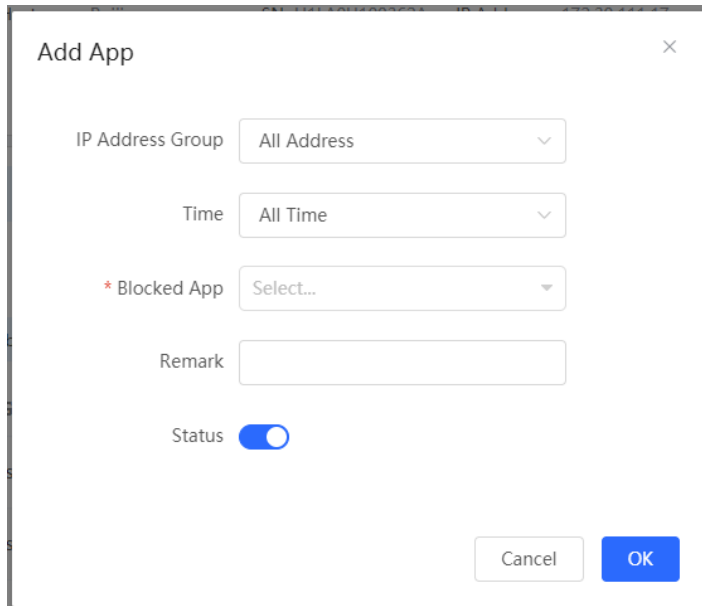 Add App
IP Address Group
All Address
Time
All Time
* Blocked App
Select...
Remark
Status
Cancel
OK